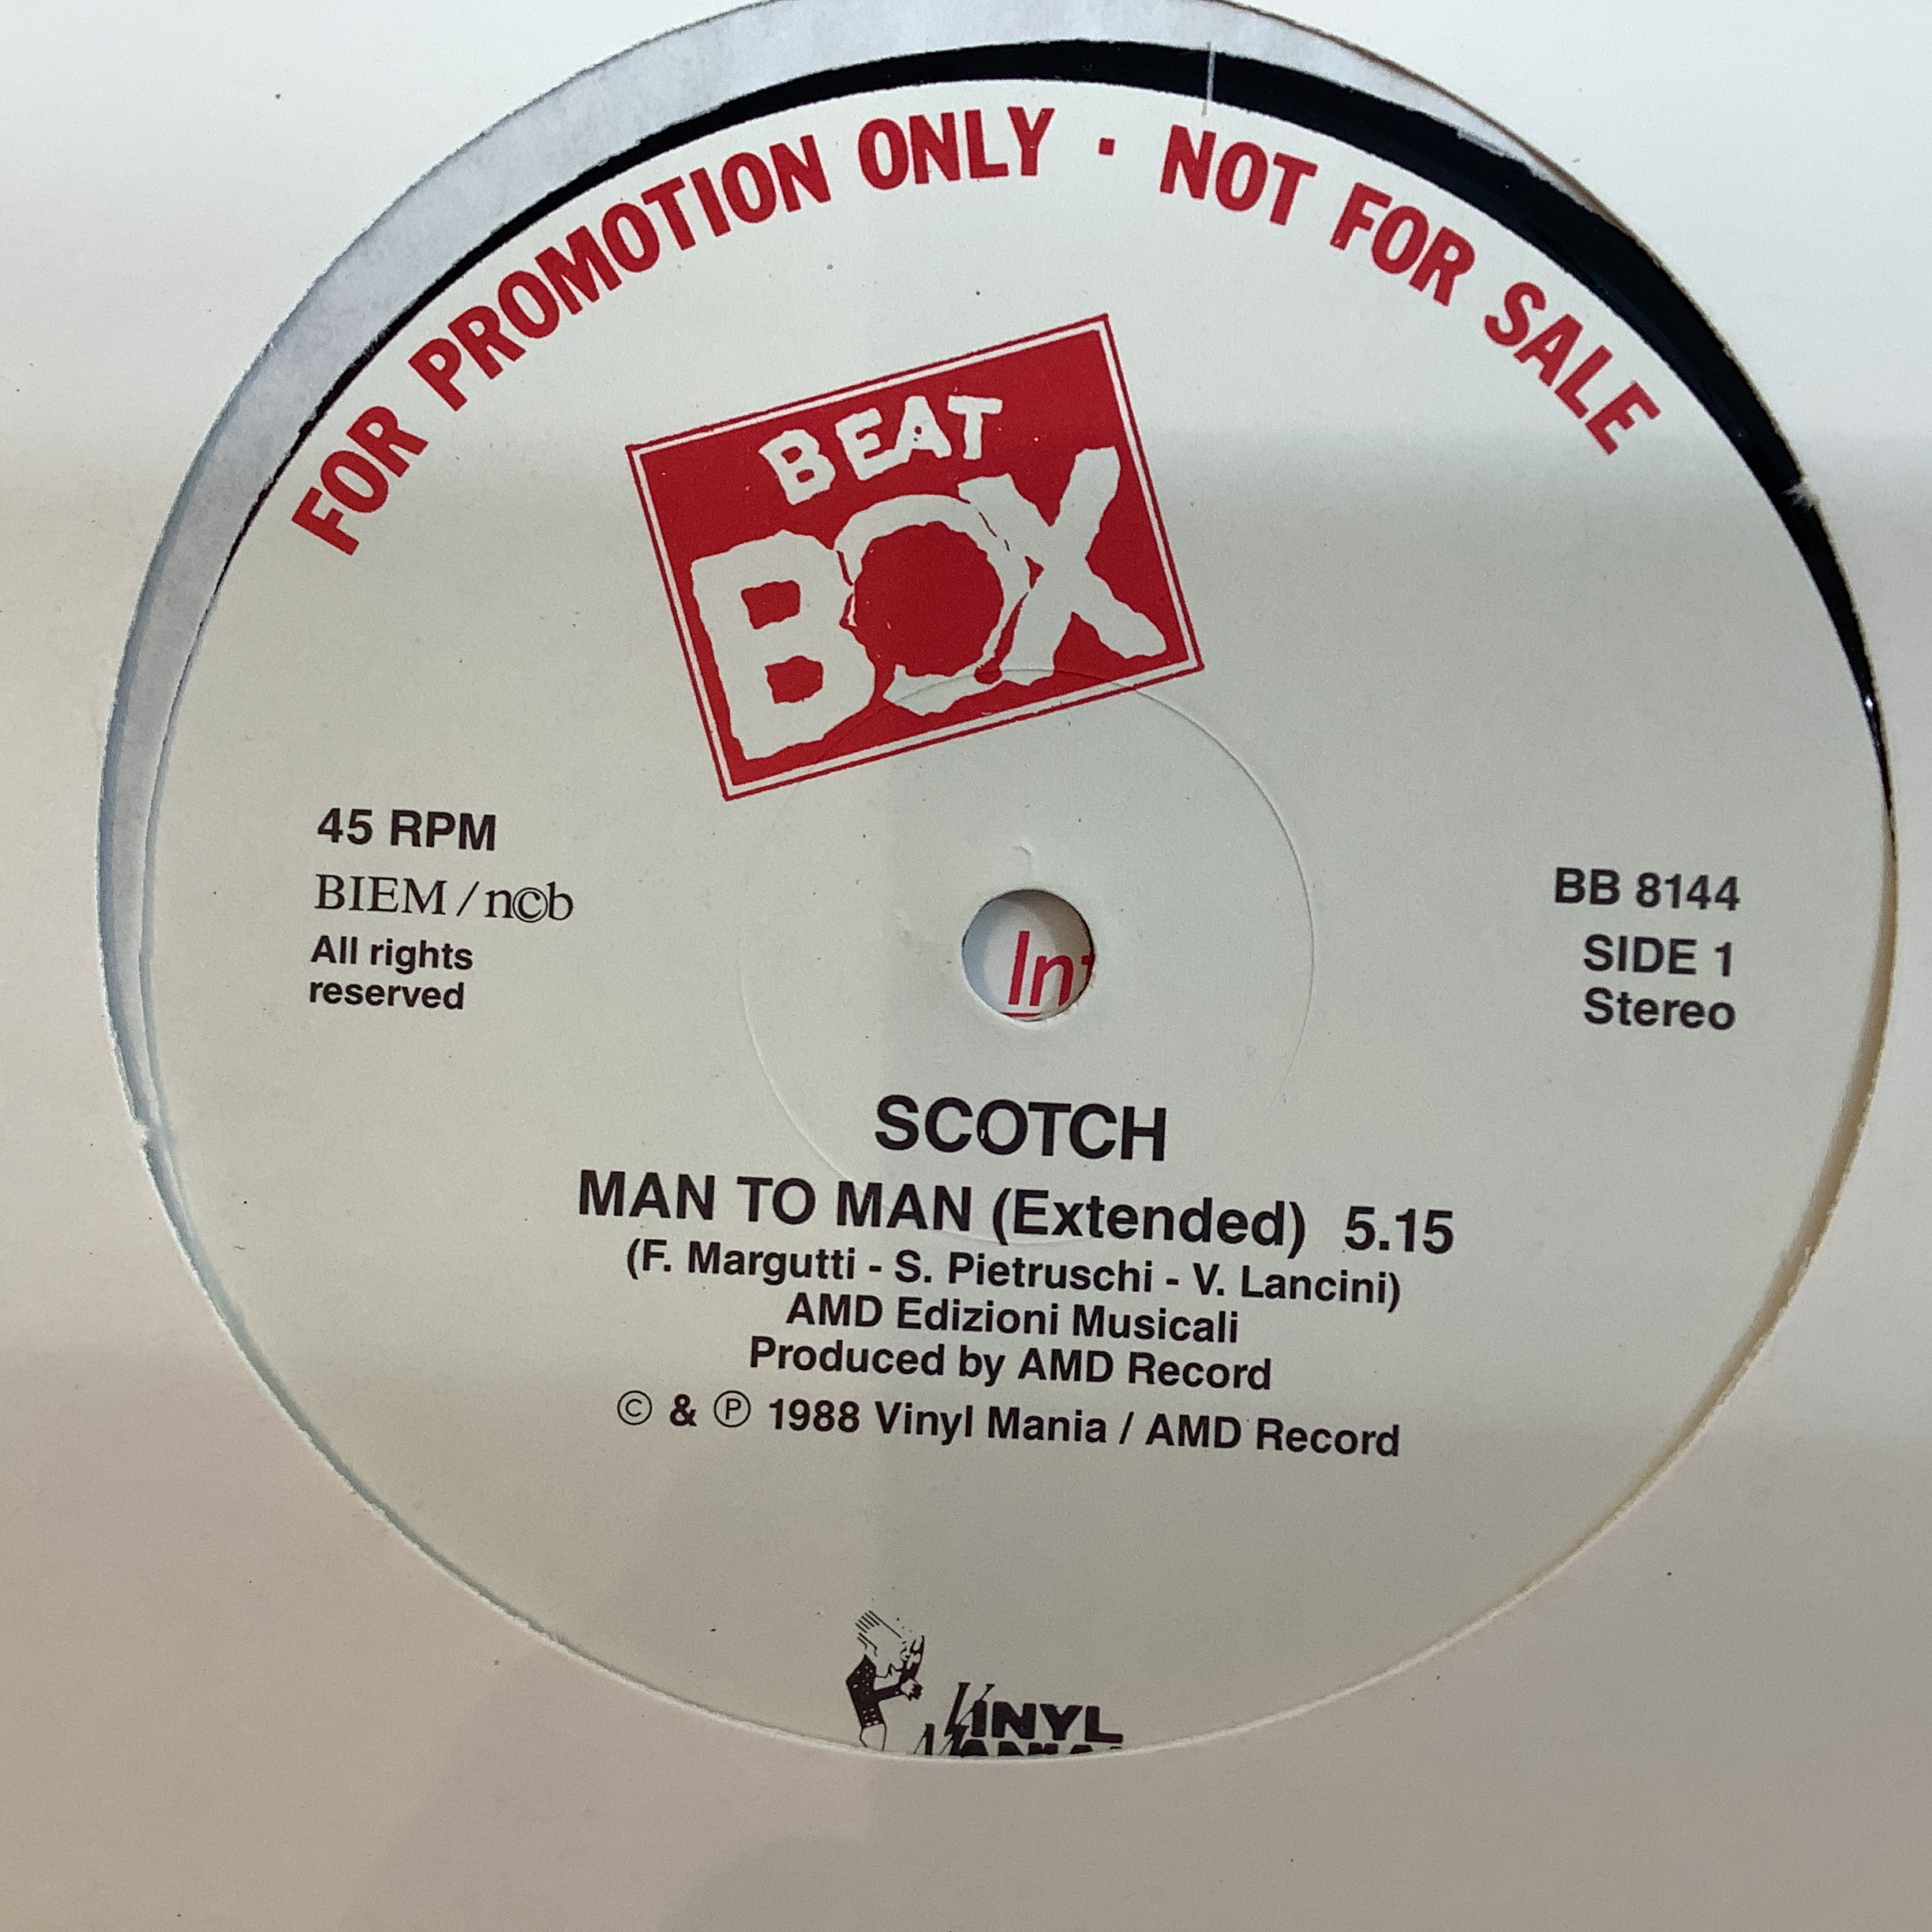 FOR PROMOTION ONLY · NOT FOR SALE
BEAT
BOX
45 RPM
BIEM / n©b
All rights
reserved
BB 8144
SIDE 1
Stereo
In
SCOTCH
MAN TO MAN (Extended) 5.15
(F. Margutti - S. Pietruschi - V. Lancini)
AMD Edizioni Musicali
Produced by AMD Record
© & ℗ 1988 Vinyl Mania / AMD Record
VINYL
MANIA